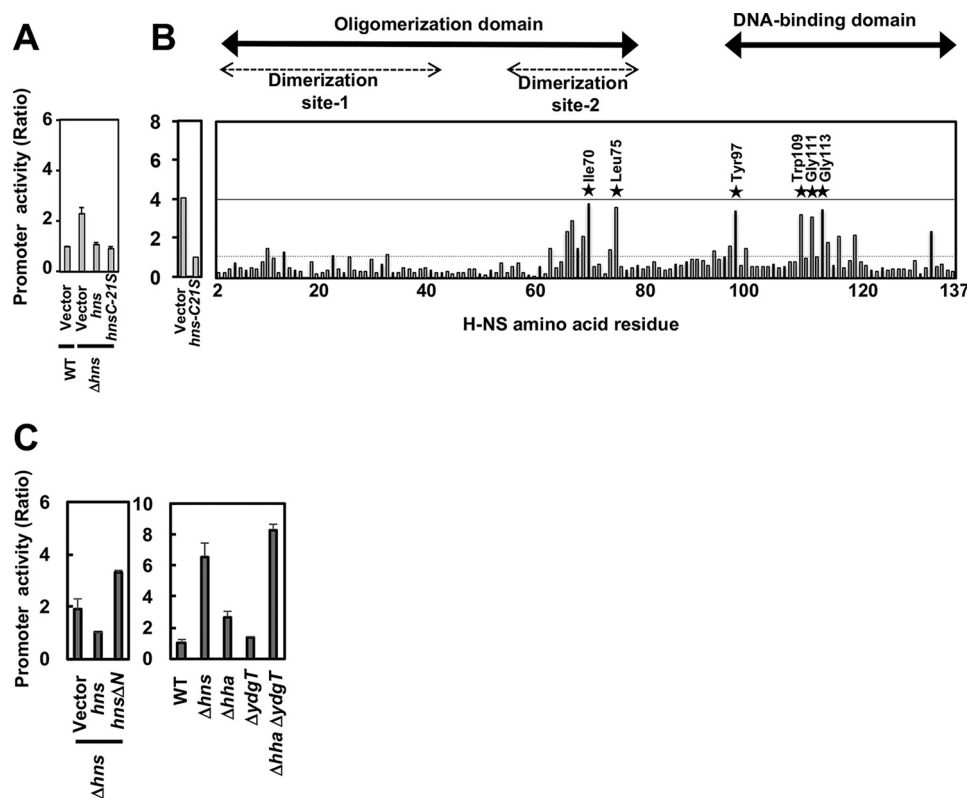 A
B
Oligomerization domain
DNA-binding domain
Dimerization
site-1
Dimerization
site-2
Promoter activity (Ratio)
6
4
2
0
Vector
Vector
hns
hnsC-21S
WT
Δhns
8
6
4
2
0
Vector
hns-C21S
Ile70
Leu75
Tyr97
Trp109
Gly111
Gly113
2
20
40
60
80
100
120
137
H-NS amino acid residue
C
Promoter activity (Ratio)
6
4
2
0
Vector
hns
hnsΔN
Δhns
10
8
6
4
2
0
WT
Δhns
Δhha
ΔydgT
Δhha ΔydgT